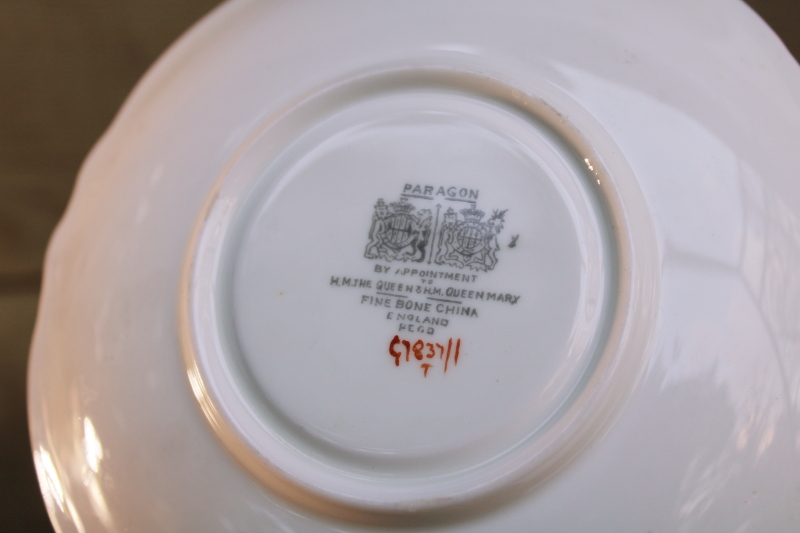 PARAGON
BY APPOINTMENT
TO
H.M. THE QUEEN & H.M. QUEEN MARY
FINE BONE CHINA
ENGLAND
REGD
G7837/1
T